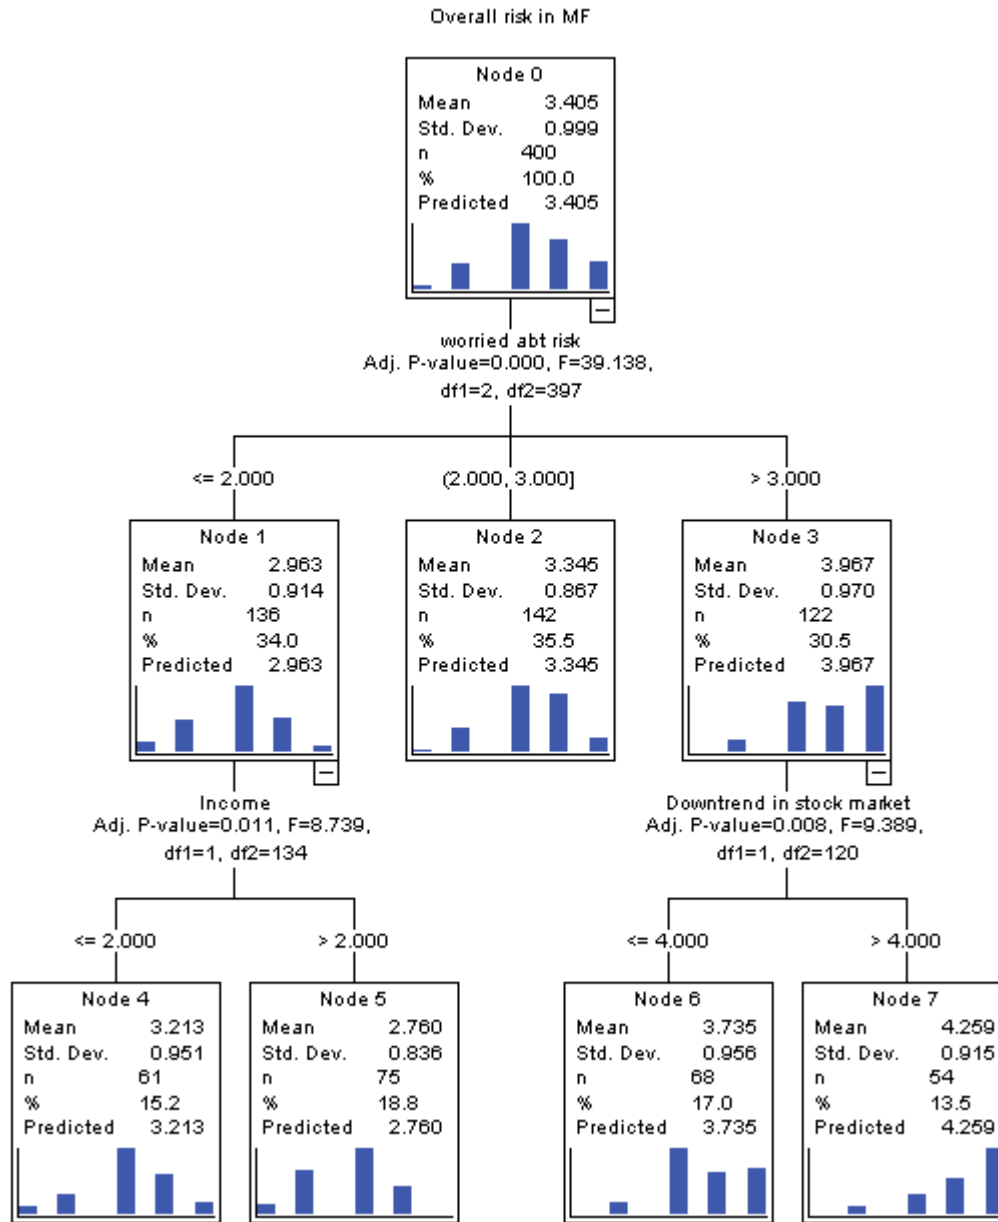 Overall risk in MF
Node 0
Mean 3.405
Std. Dev. 0.999
n 400
% 100.0
Predicted 3.405
worried abt risk
Adj. P-value=0.000, F=39.138,
df1=2, df2=397
<= 2.000
(2.000, 3.000]
> 3.000
Node 1
Mean 2.963
Std. Dev. 0.914
n 136
% 34.0
Predicted 2.963
Node 2
Mean 3.345
Std. Dev. 0.867
n 142
% 35.5
Predicted 3.345
Node 3
Mean 3.967
Std. Dev. 0.970
n 122
% 30.5
Predicted 3.967
Income
Adj. P-value=0.011, F=8.739,
df1=1, df2=134
Downtrend in stock market
Adj. P-value=0.008, F=9.389,
df1=1, df2=120
<= 2.000
> 2.000
<= 4.000
> 4.000
Node 4
Mean 3.213
Std. Dev. 0.951
n 61
% 15.2
Predicted 3.213
Node 5
Mean 2.760
Std. Dev. 0.836
n 75
% 18.8
Predicted 2.760
Node 6
Mean 3.735
Std. Dev. 0.956
n 68
% 17.0
Predicted 3.735
Node 7
Mean 4.259
Std. Dev. 0.915
n 54
% 13.5
Predicted 4.259